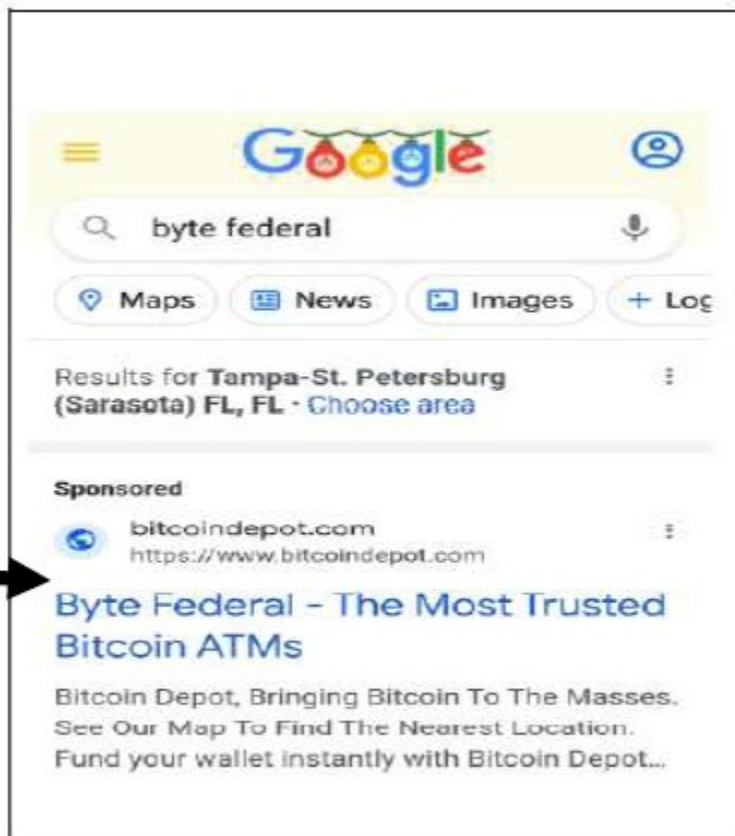 Google
byte federal
Maps News Images + Log
Results for Tampa-St. Petersburg
(Sarasota) FL, FL · Choose area
Sponsored
bitcoindepot.com
https://www.bitcoindepot.com
Byte Federal - The Most Trusted
Bitcoin ATMs
Bitcoin Depot, Bringing Bitcoin To The Masses.
See Our Map To Find The Nearest Location.
Fund your wallet instantly with Bitcoin Depot...